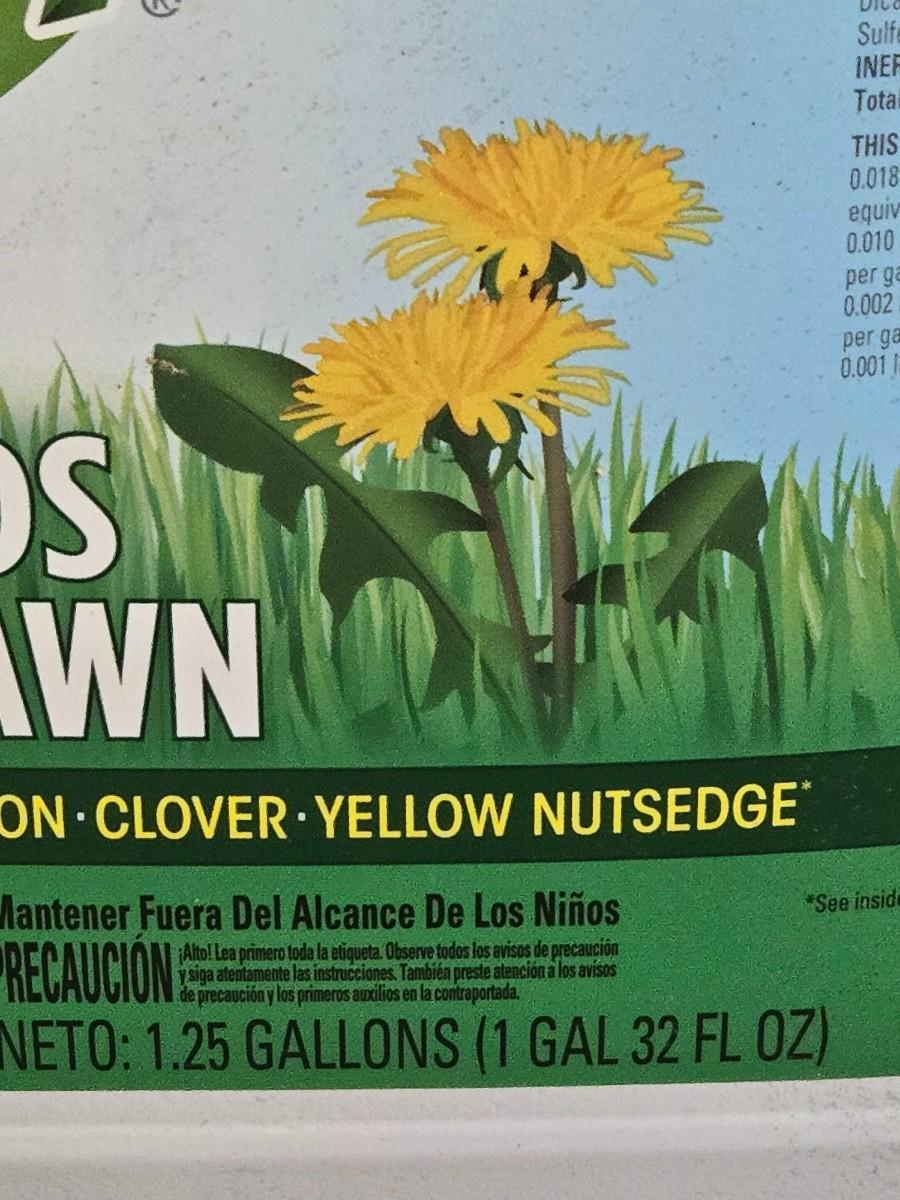 ®
Sulfe
INER
Total
THIS
0.018
equiv
0.010
per ga
0.002
per ga
0.001
OS
AWN
ON · CLOVER · YELLOW NUTSEDGE*
Mantener Fuera Del Alcance De Los Niños
*See inside
PRECAUCIÓN
¡Alto! Lea primero toda la etiqueta. Observe todos los avisos de precaución
y siga atentamente las instrucciones. También preste atención a los avisos
de precaución y los primeros auxilios en la contraportada.
NETO: 1.25 GALLONS (1 GAL 32 FL OZ)